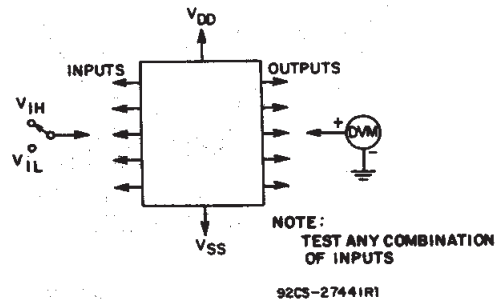 VDD
INPUTS
OUTPUTS
VIH
VIL
+
DVM
-
VSS
NOTE:
TEST ANY COMBINATION
OF INPUTS
92CS-27441R1